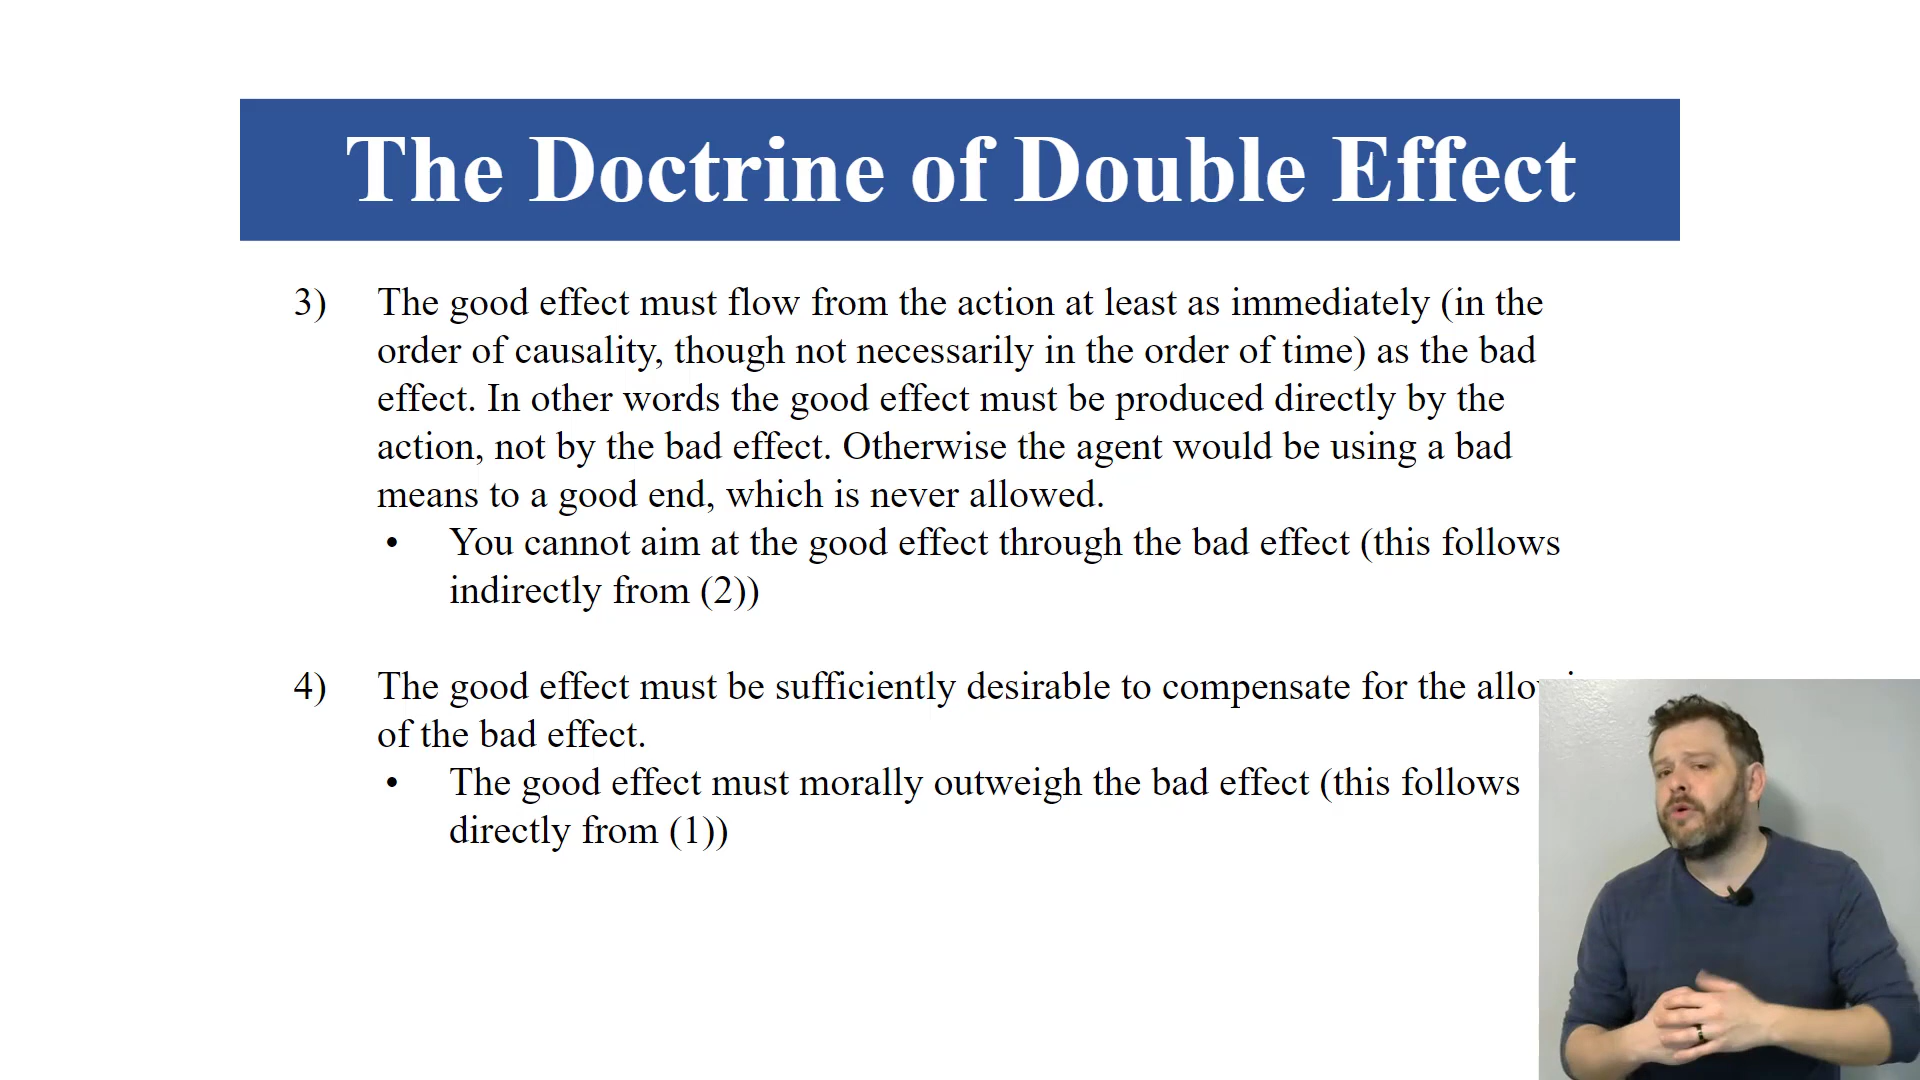 The Doctrine of Double Effect
3) The good effect must flow from the action at least as immediately (in the
order of causality, though not necessarily in the order of time) as the bad
effect. In other words the good effect must be produced directly by the
action, not by the bad effect. Otherwise the agent would be using a bad
means to a good end, which is never allowed.
• You cannot aim at the good effect through the bad effect (this follows
indirectly from (2))
4) The good effect must be sufficiently desirable to compensate for the
of the bad effect.
• The good effect must morally outweigh the bad effect (this follows
directly from (1))